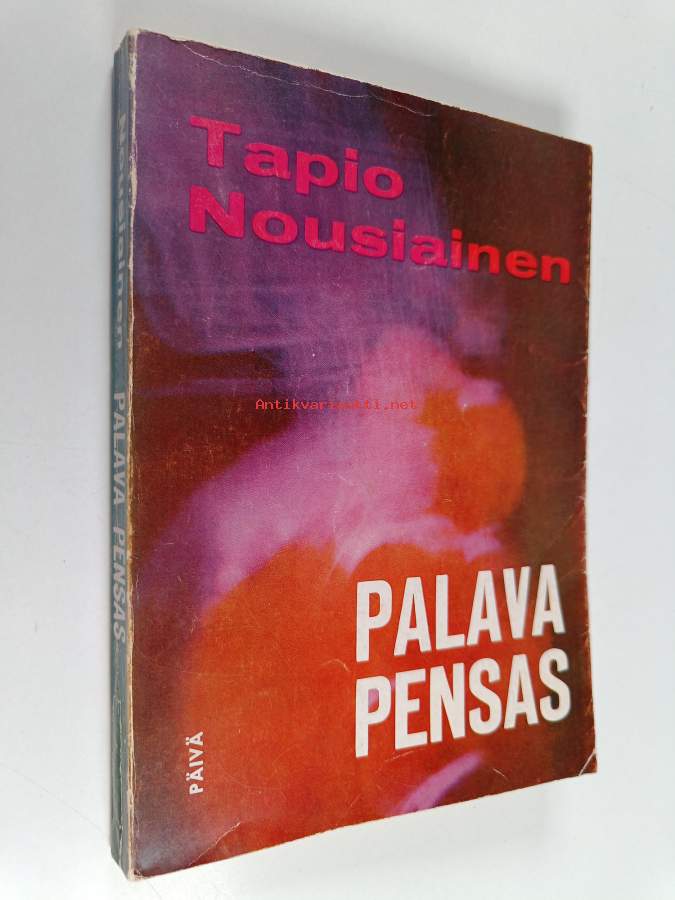 Tapio
Nousiainen
PALAVA
PENSAS
PÄIVÄ
Nousiainen PALAVA PENSAS
Antikvariaatti.net